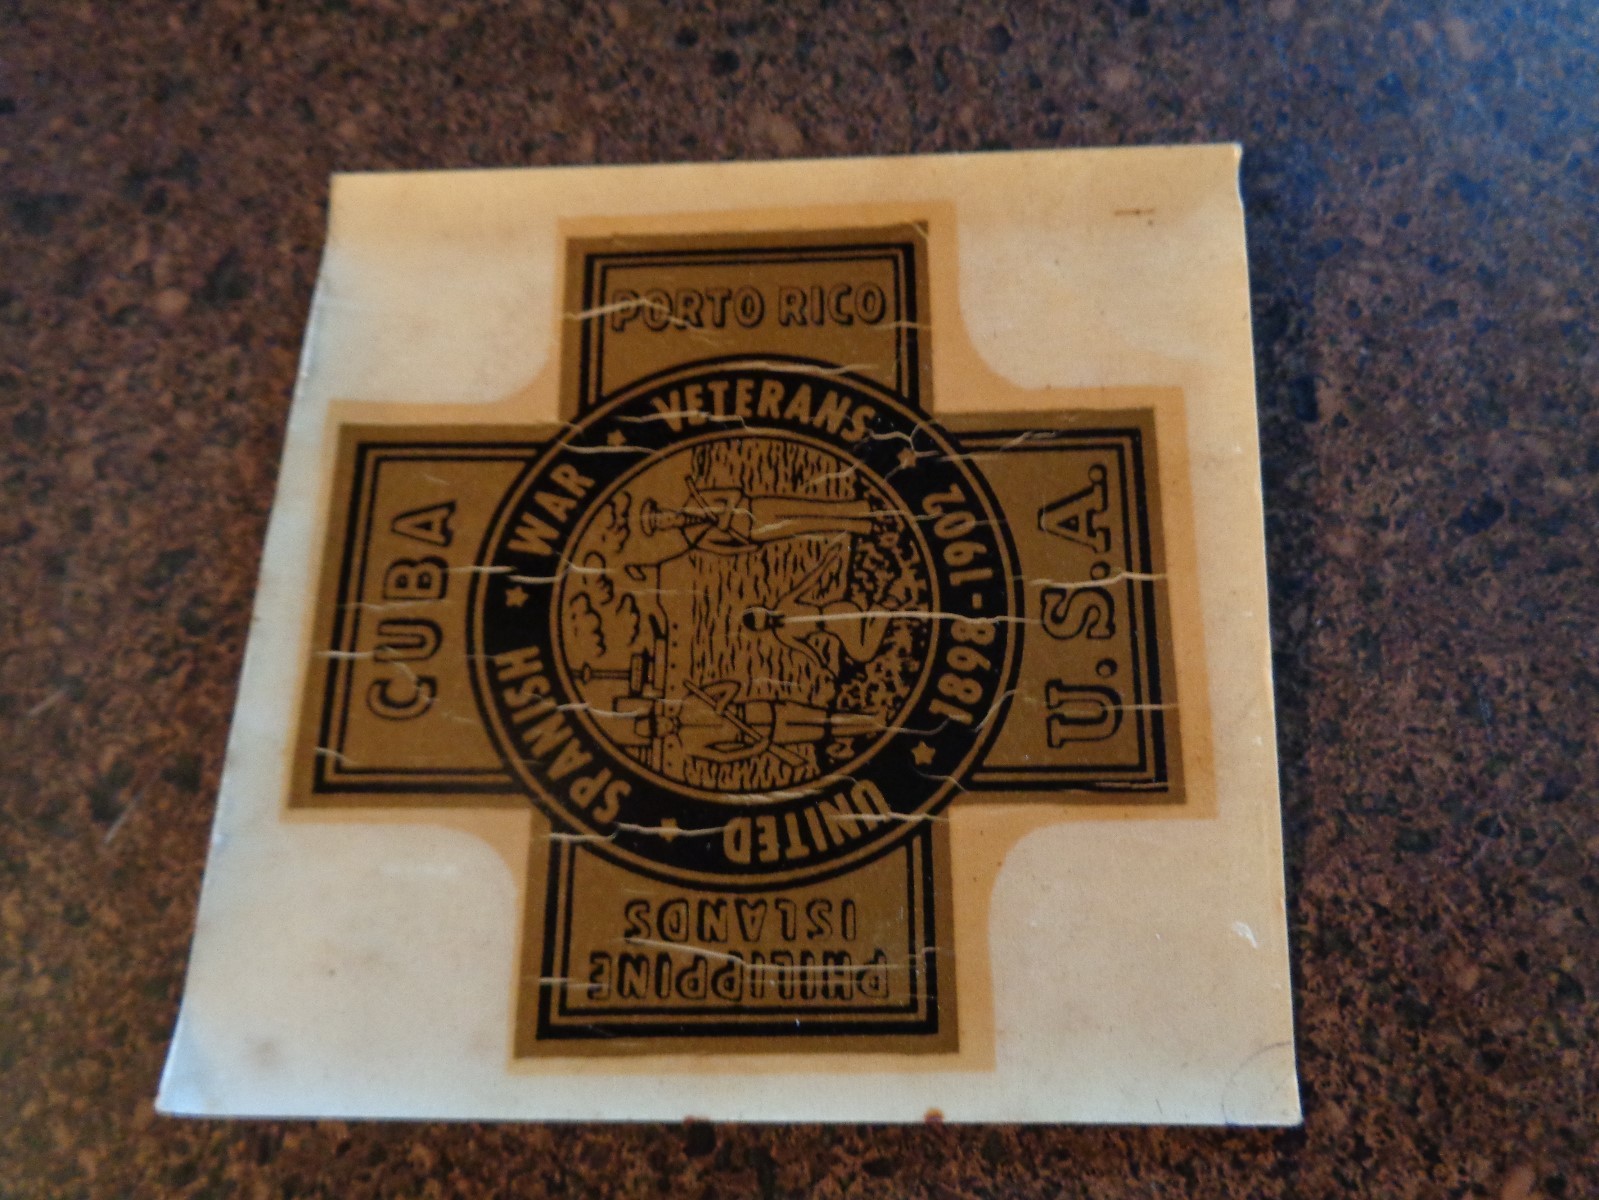 PORTO RICO
CUBA
U.S.A.
UNITED ★ SPANISH ★ WAR ★ VETERANS ★
1898-1902 ★
PHILIPPINE
ISLANDS